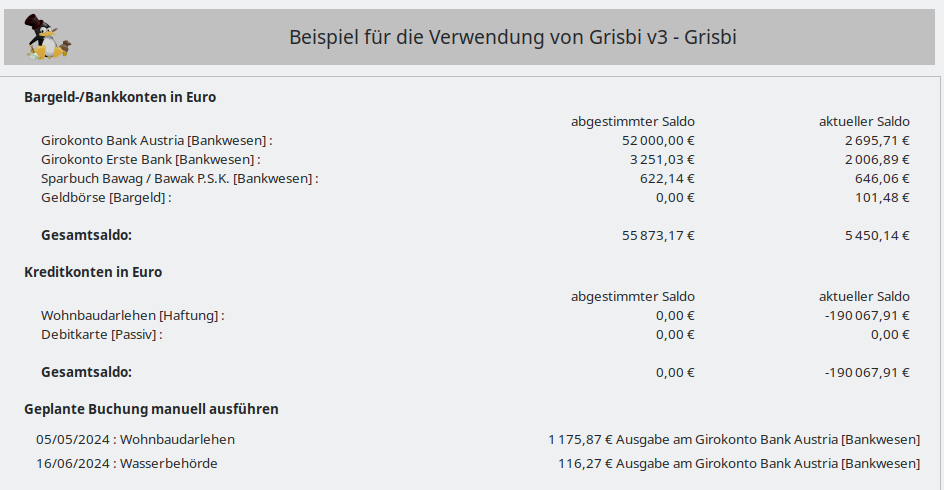 Beispiel für die Verwendung von Grisbi v3 - Grisbi
Bargeld-/Bankkonten in Euro
abgestimmter Saldo aktueller Saldo
Girokonto Bank Austria [Bankwesen] : 52 000,00 € 2 695,71 €
Girokonto Erste Bank [Bankwesen] : 3 251,03 € 2 006,89 €
Sparbuch Bawag / Bawak P.S.K. [Bankwesen] : 622,14 € 646,06 €
Geldbörse [Bargeld] : 0,00 € 101,48 €
Gesamtsaldo: 55 873,17 € 5 450,14 €
Kreditkonten in Euro
abgestimmter Saldo aktueller Saldo
Wohnbaudarlehen [Haftung] : 0,00 € -190 067,91 €
Debitkarte [Passiv] : 0,00 € 0,00 €
Gesamtsaldo: 0,00 € -190 067,91 €
Geplante Buchung manuell ausführen
05/05/2024 : Wohnbaudarlehen 1 175,87 € Ausgabe am Girokonto Bank Austria [Bankwesen]
16/06/2024 : Wasserbehörde 116,27 € Ausgabe am Girokonto Bank Austria [Bankwesen]